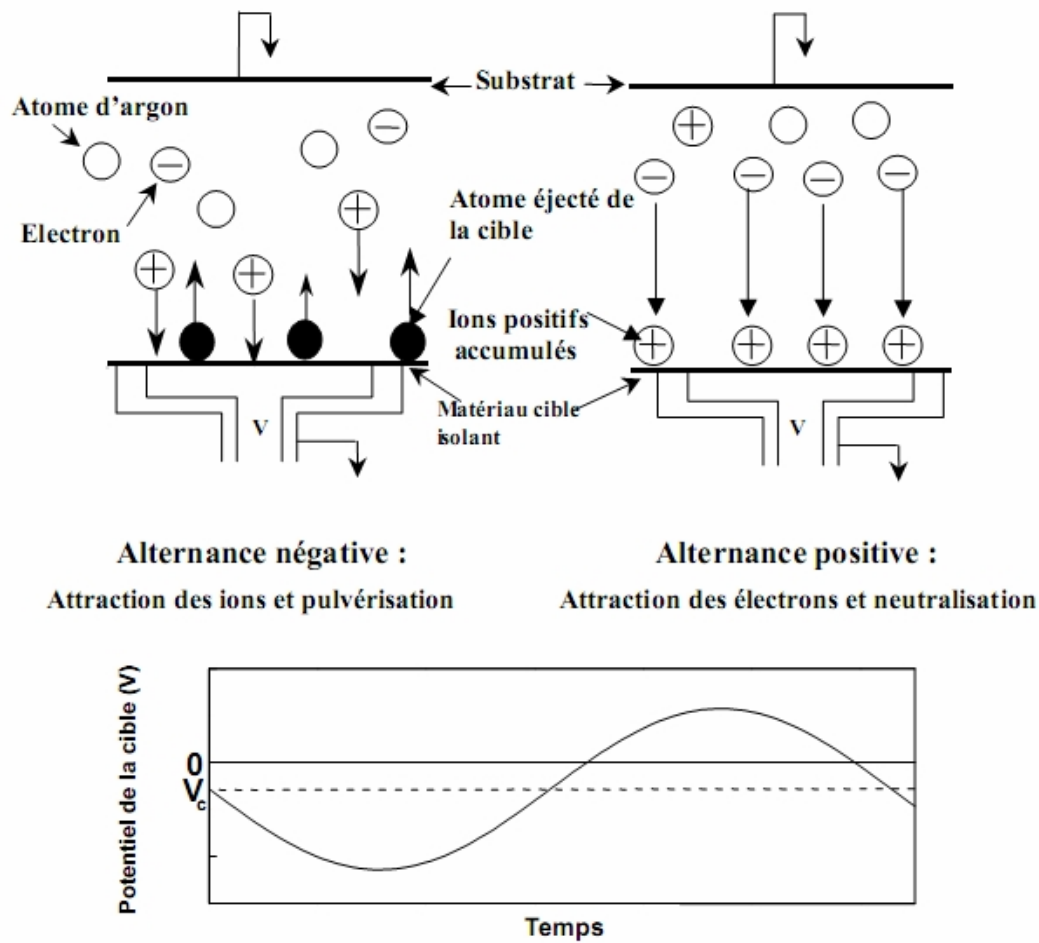 Substrat
Atome d'argon
Electron
Atome éjecté de
la cible
Ions positifs
accumulés
Matèriau cible
isolant
V
V
Alternance négative :
Attraction des ions et pulvérisation
Alternance positive :
Attraction des électrons et neutralisation
Potentiel de la cible (V)
0
Vc
Temps